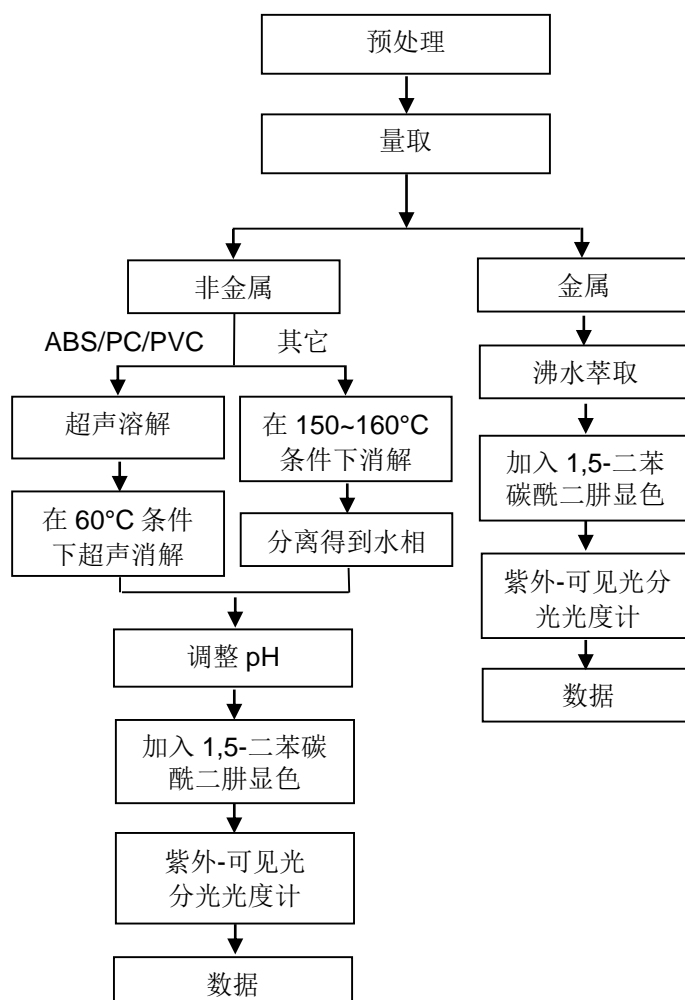 预处理
量取
非金属
金属
ABS/PC/PVC
其它
超声溶解
在 60°C 条件
下超声消解
在 150~160°C
条件下消解
分离得到水相
调整 pH
加入 1,5-二苯碳
酰二肼显色
紫外-可见光
分光光度计
数据
沸水萃取
加入 1,5-二苯
碳酰二肼显色
紫外-可见光分
光光度计
数据